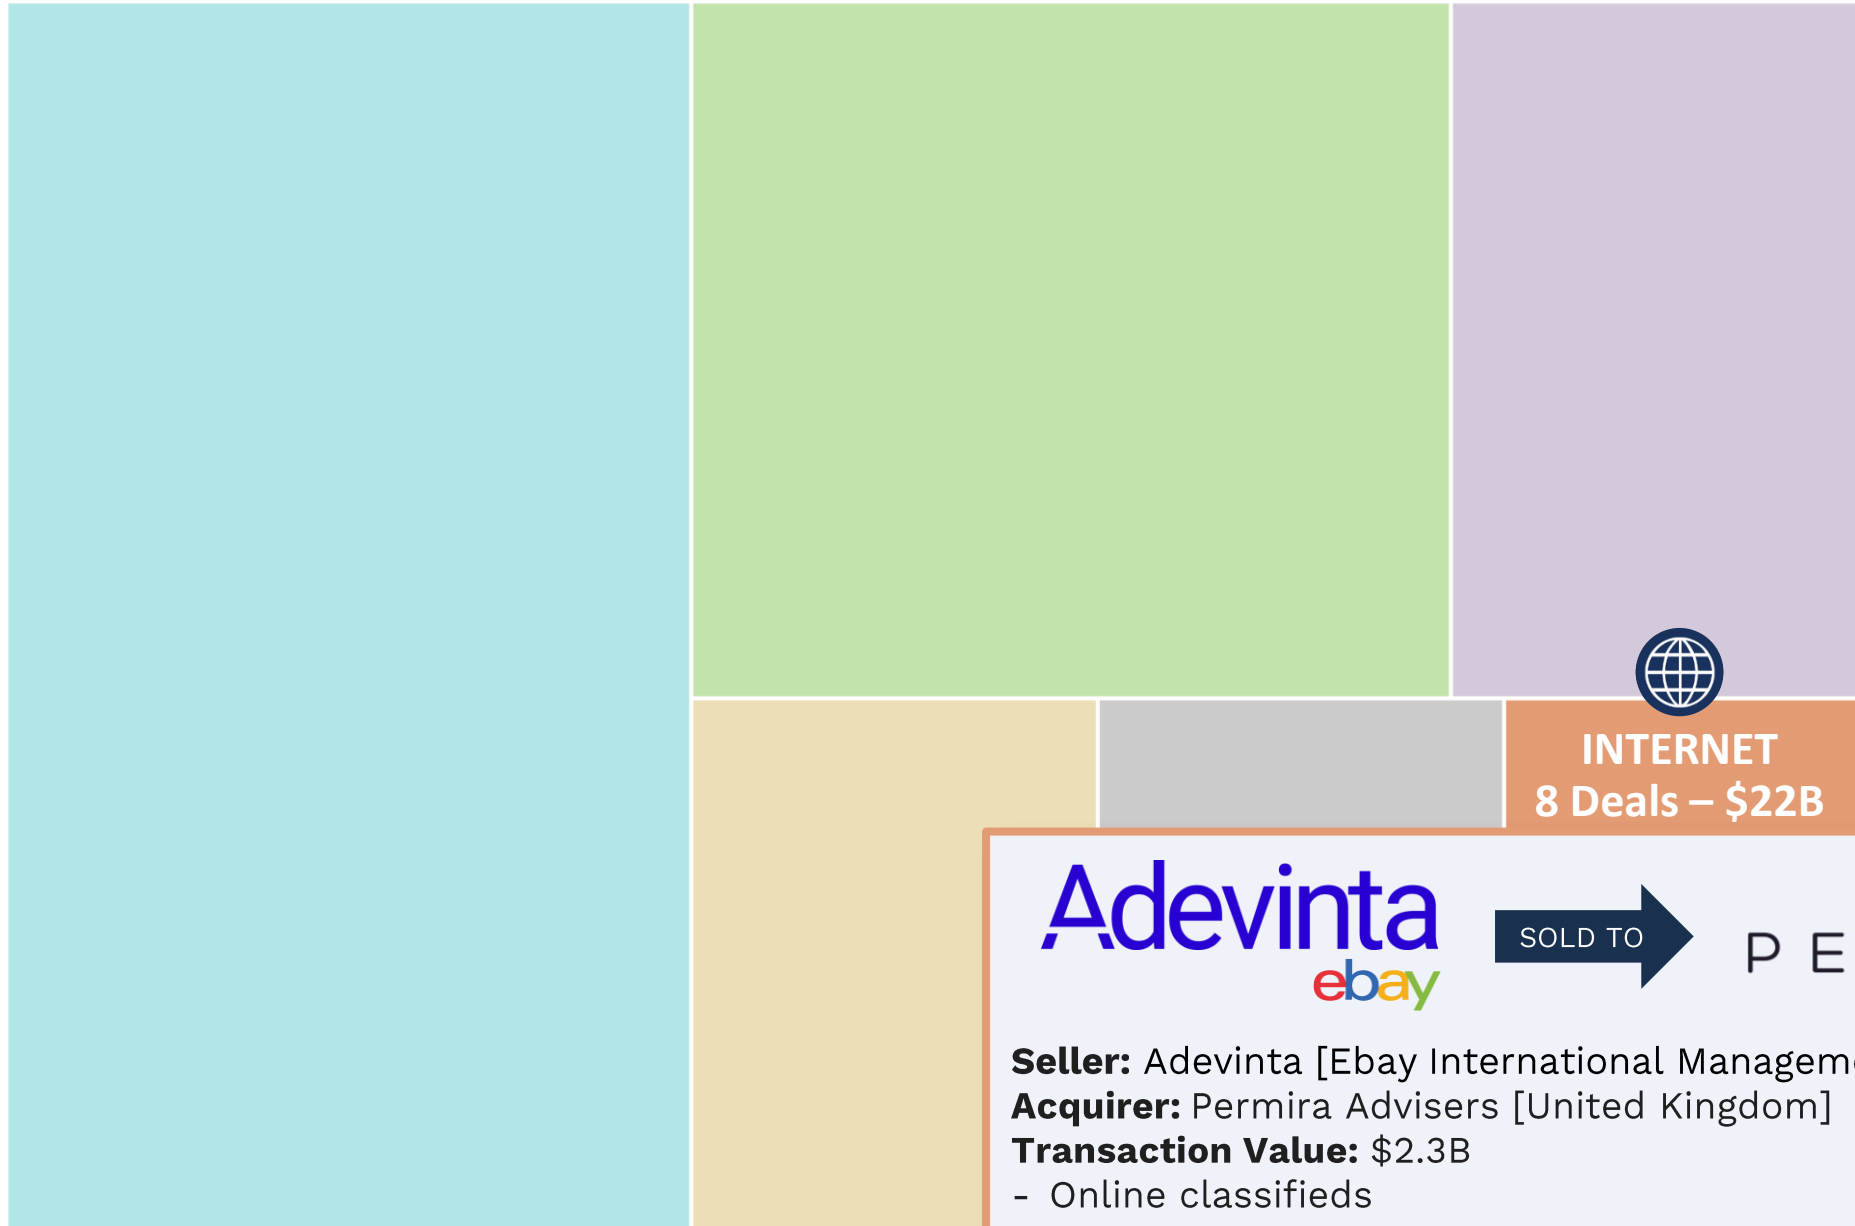 INTERNET
8 Deals – $22B
Adevinta
ebay
SOLD TO
PE
Seller: Adevinta [Ebay International Managem
Acquirer: Permira Advisers [United Kingdom]
Transaction Value: $2.3B
- Online classifieds